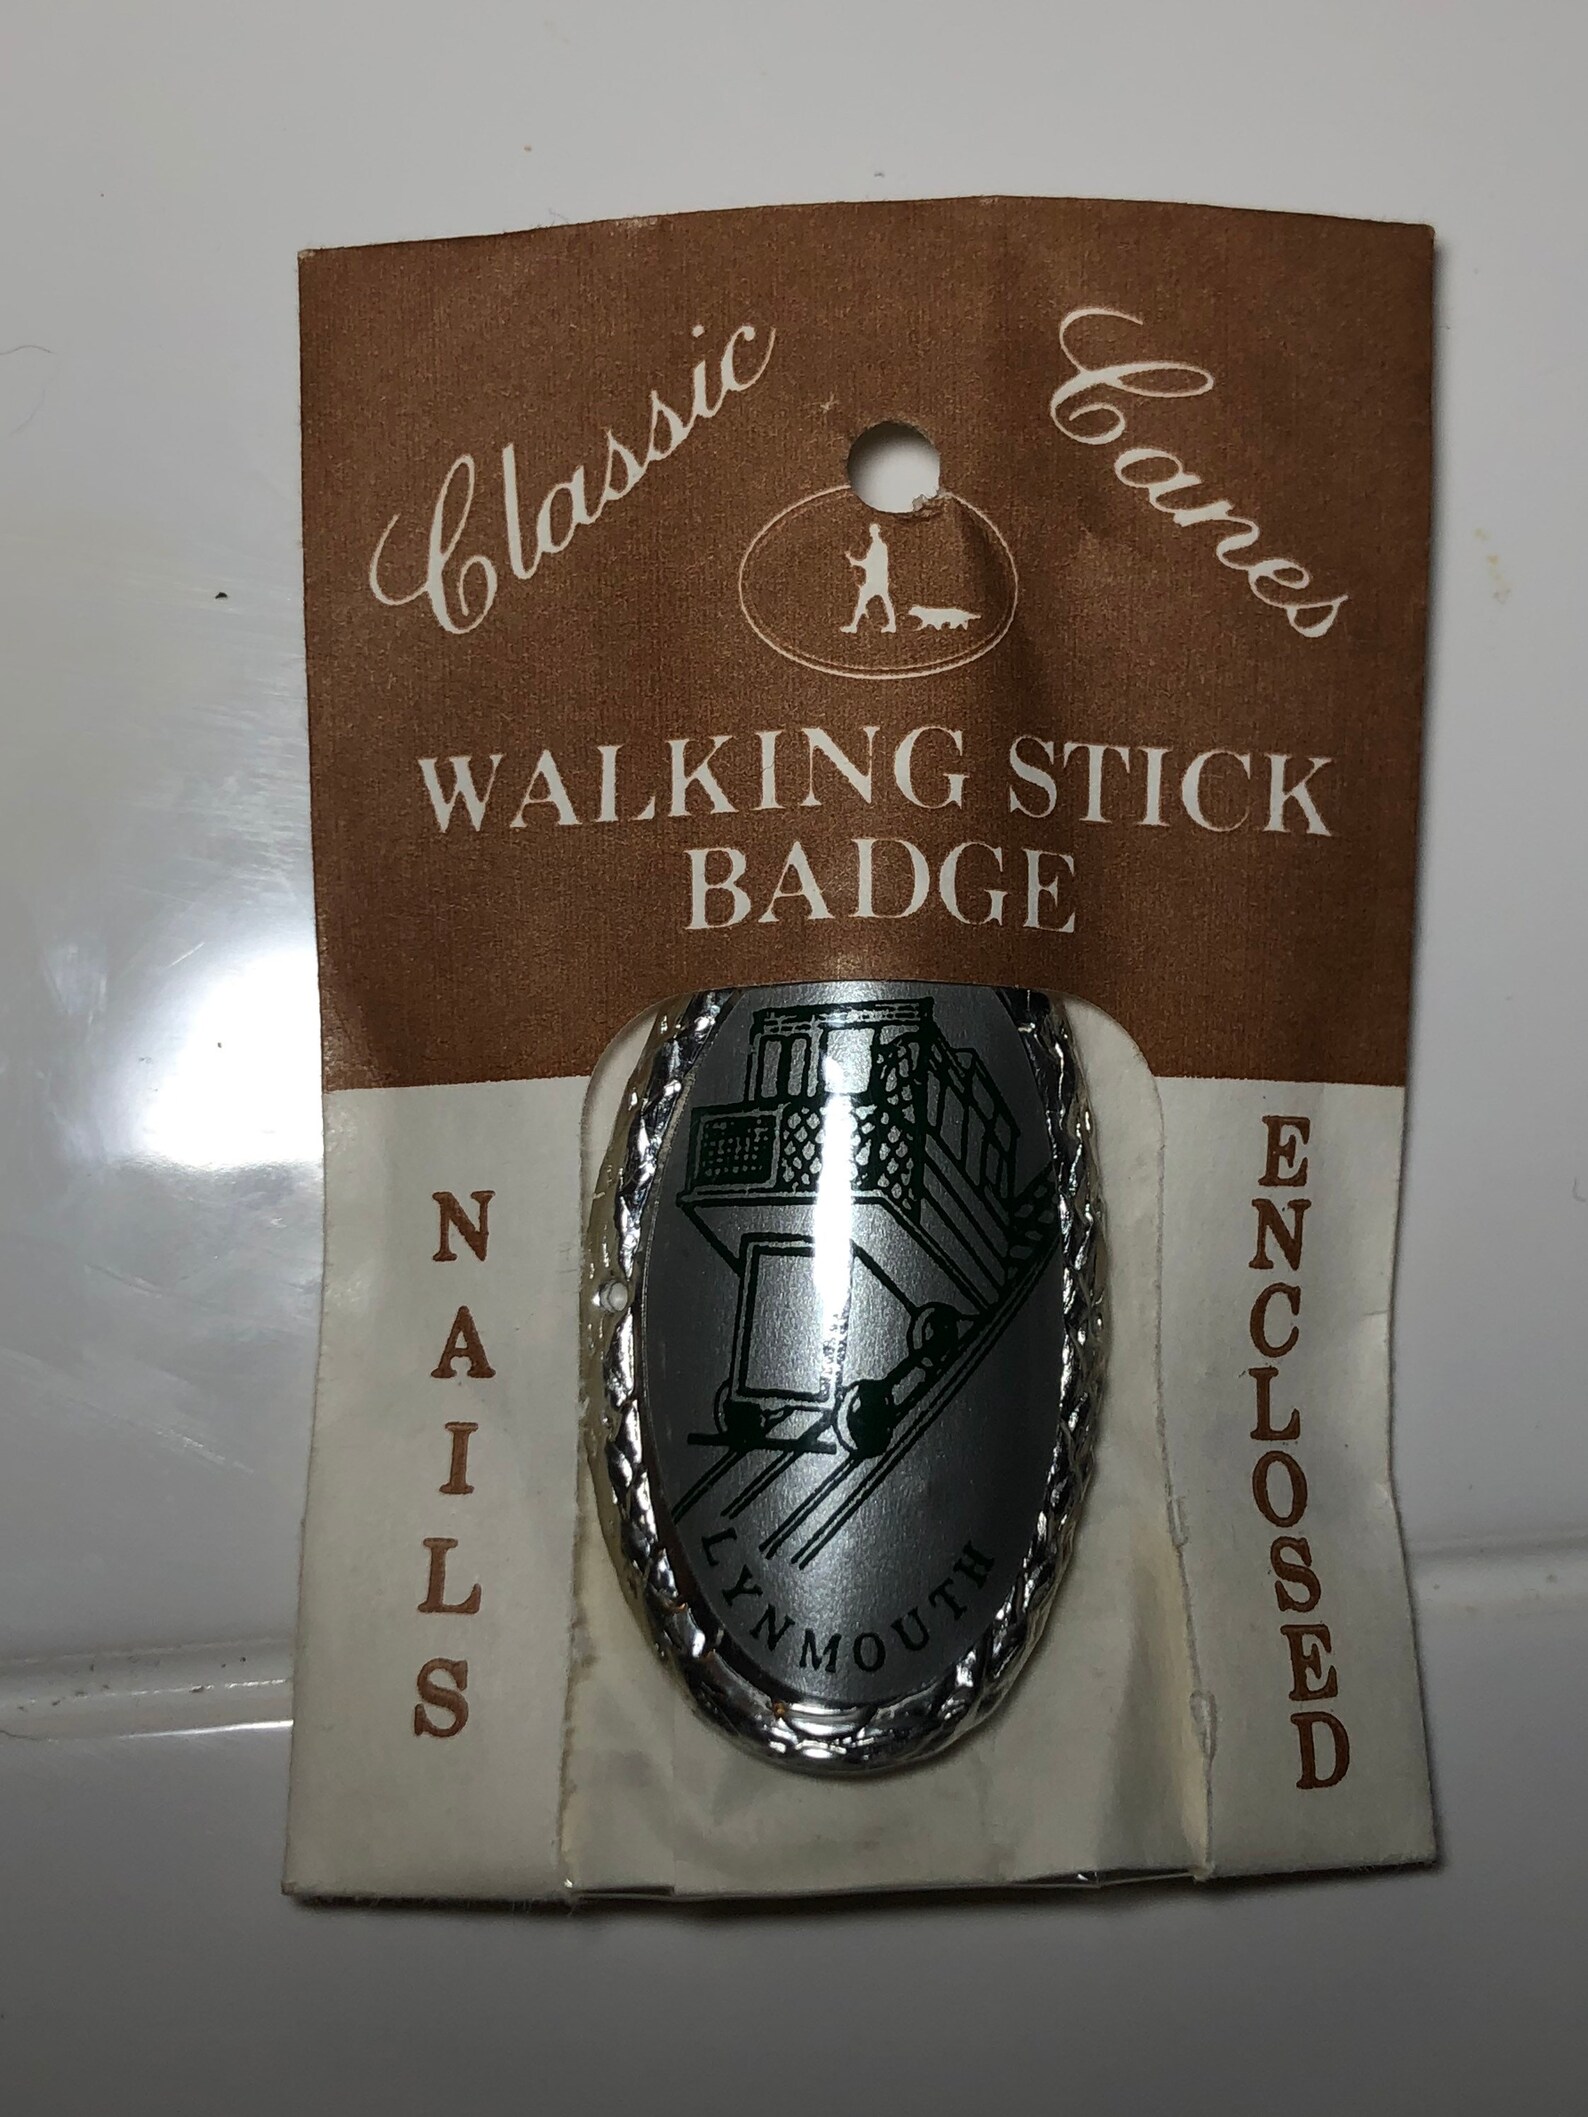 Classic Canes
WALKING STICK
BADGE
NAILS
ENCLOSED
LYNMOUTH